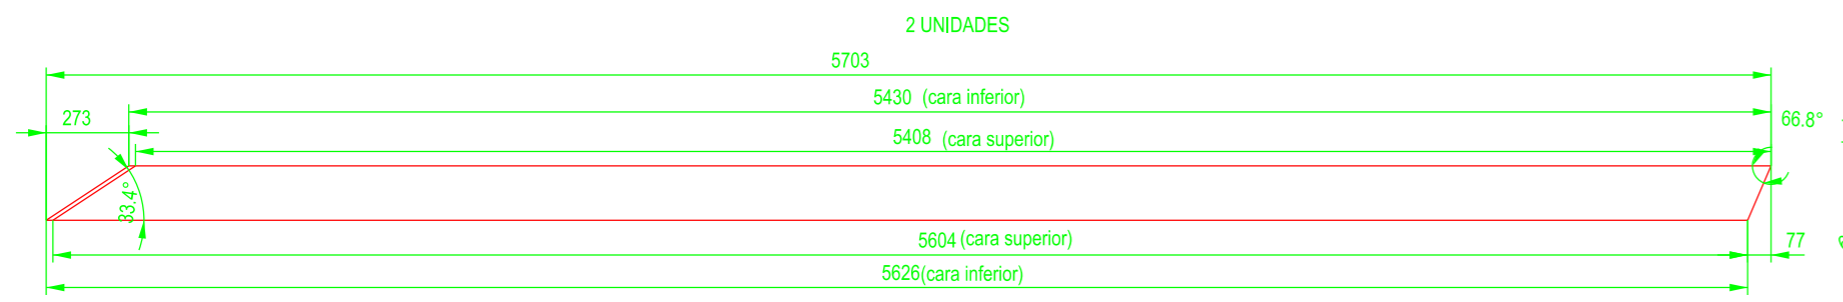 2 UNIDADES
5703
5430 (cara inferior)
273
66.8°
5408 (cara superior)
33.4°
5604 (cara superior)
77
5626(cara inferior)